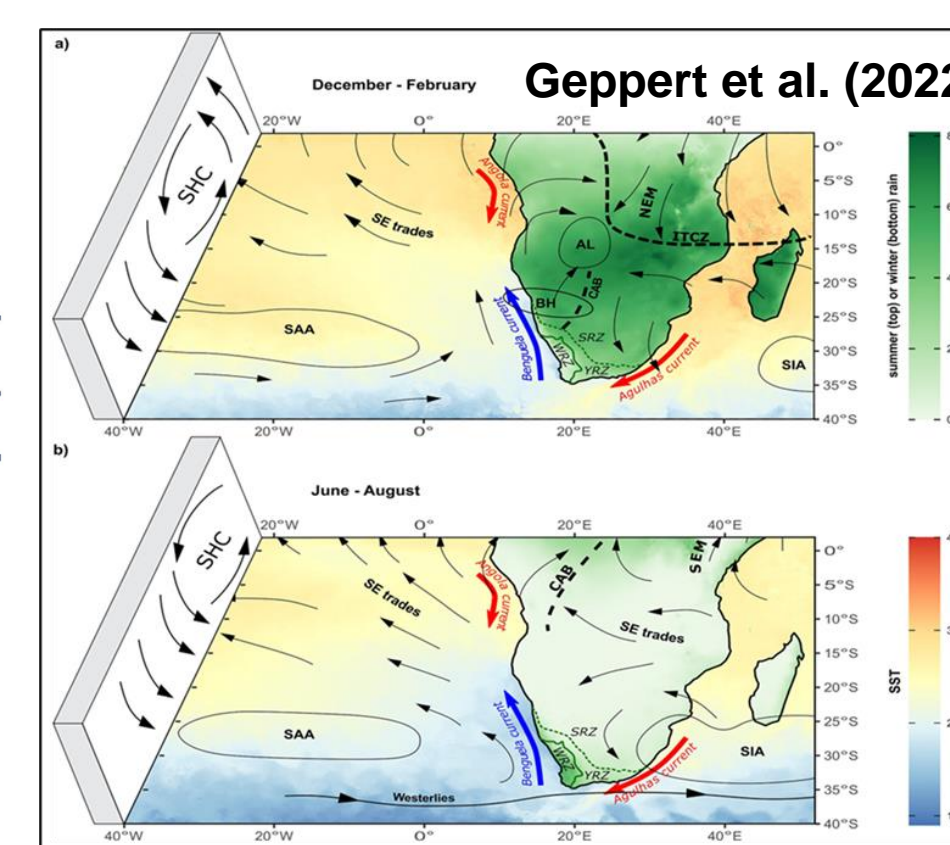 a)
December - February
Geppert et al. (2022
20°W
O°
20°E
40°E
SHC
SE trades
Angola current
NEM
ITCZ
AL
CAB
BH
SAA
Benguela current
SRZ
WRZ
YRZ
Agulhas current
SIA
0°
5°S
10°S
15°S
20°S
25°S
30°S
35°S
40°S
40°W
20°W
O°
20°E
40°E
summer (top) or winter (bottom) rain
b)
June - August
20°W
O°
20°E
40°E
SHC
SE trades
Angola current
CAB
SEM
SE trades
SAA
Benguela current
SRZ
WRZ
YRZ
Agulhas current
SIA
Westerlies
0°
5°S
10°S
15°S
20°S
25°S
30°S
35°S
40°S
40°W
20°W
O°
20°E
40°E
SST